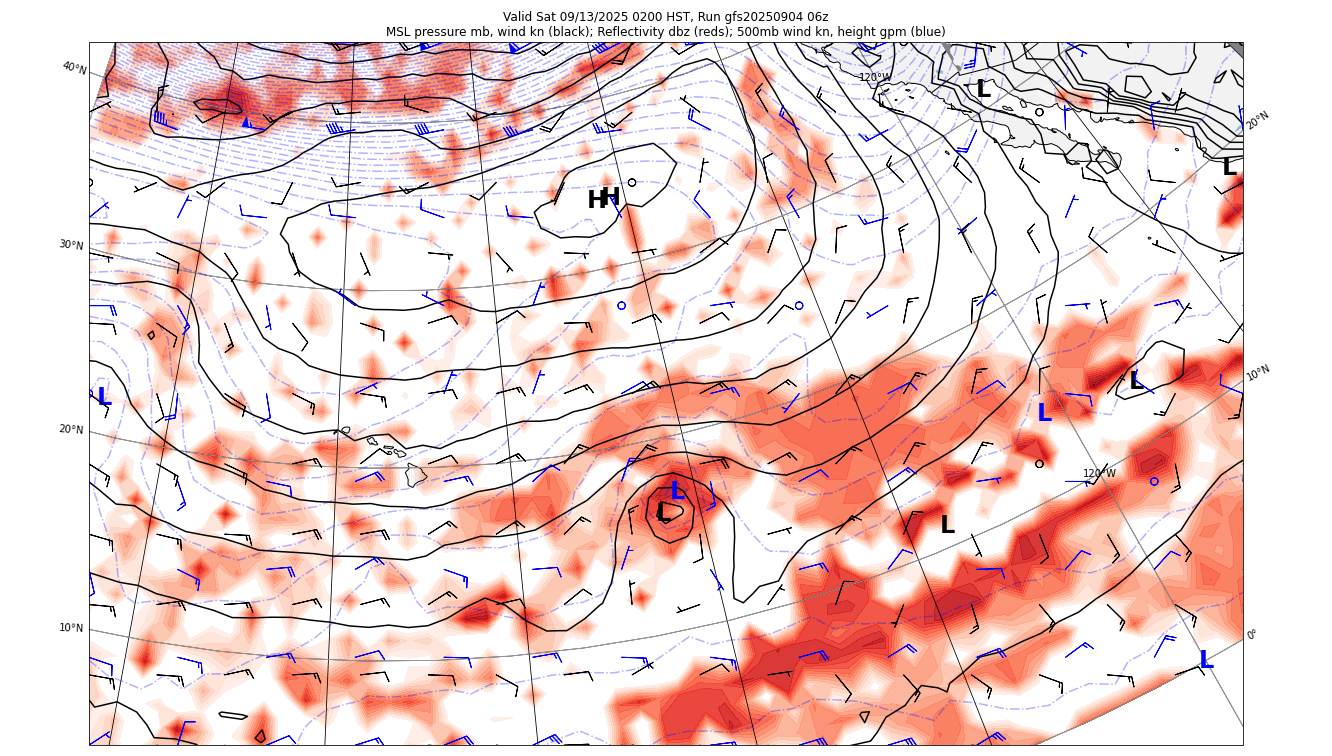 Valid Sat 09/13/2025 0200 HST, Run gfs20250904 06z
MSL pressure mb, wind kn (black); Reflectivity dbz (reds); 500mb wind kn, height gpm (blue)
40°N
120°W
L
20°N
L
H H
30°N
10°N
L
L
L
20°N
120°W
L
L
L
10°N
0°
L